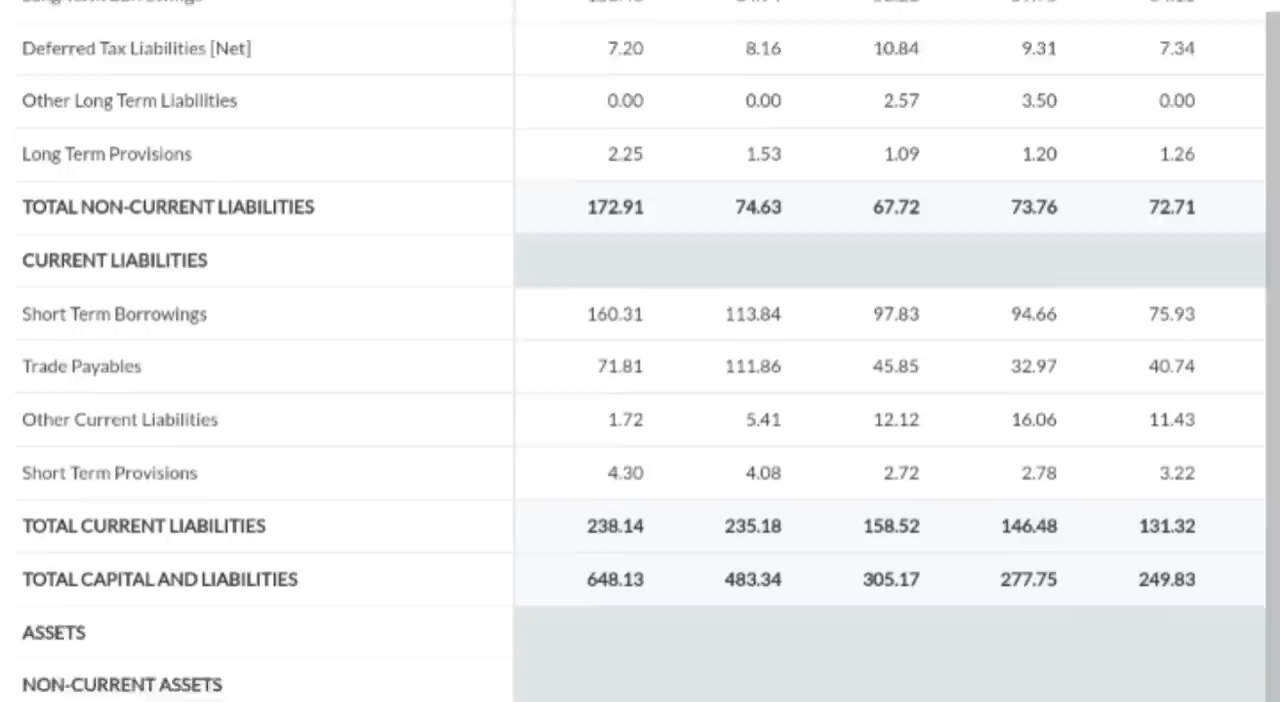 Deferred Tax Liabilities [Net] 7.20 8.16 10.84 9.31 7.34
Other Long Term Liabilities 0.00 0.00 2.57 3.50 0.00
Long Term Provisions 2.25 1.53 1.09 1.20 1.26
TOTAL NON-CURRENT LIABILITIES 172.91 74.63 67.72 73.76 72.71
CURRENT LIABILITIES
Short Term Borrowings 160.31 113.84 97.83 94.66 75.93
Trade Payables 71.81 111.86 45.85 32.97 40.74
Other Current Liabilities 1.72 5.41 12.12 16.06 11.43
Short Term Provisions 4.30 4.08 2.72 2.78 3.22
TOTAL CURRENT LIABILITIES 238.14 235.18 158.52 146.48 131.32
TOTAL CAPITAL AND LIABILITIES 648.13 483.34 305.17 277.75 249.83
ASSETS
NON-CURRENT ASSETS